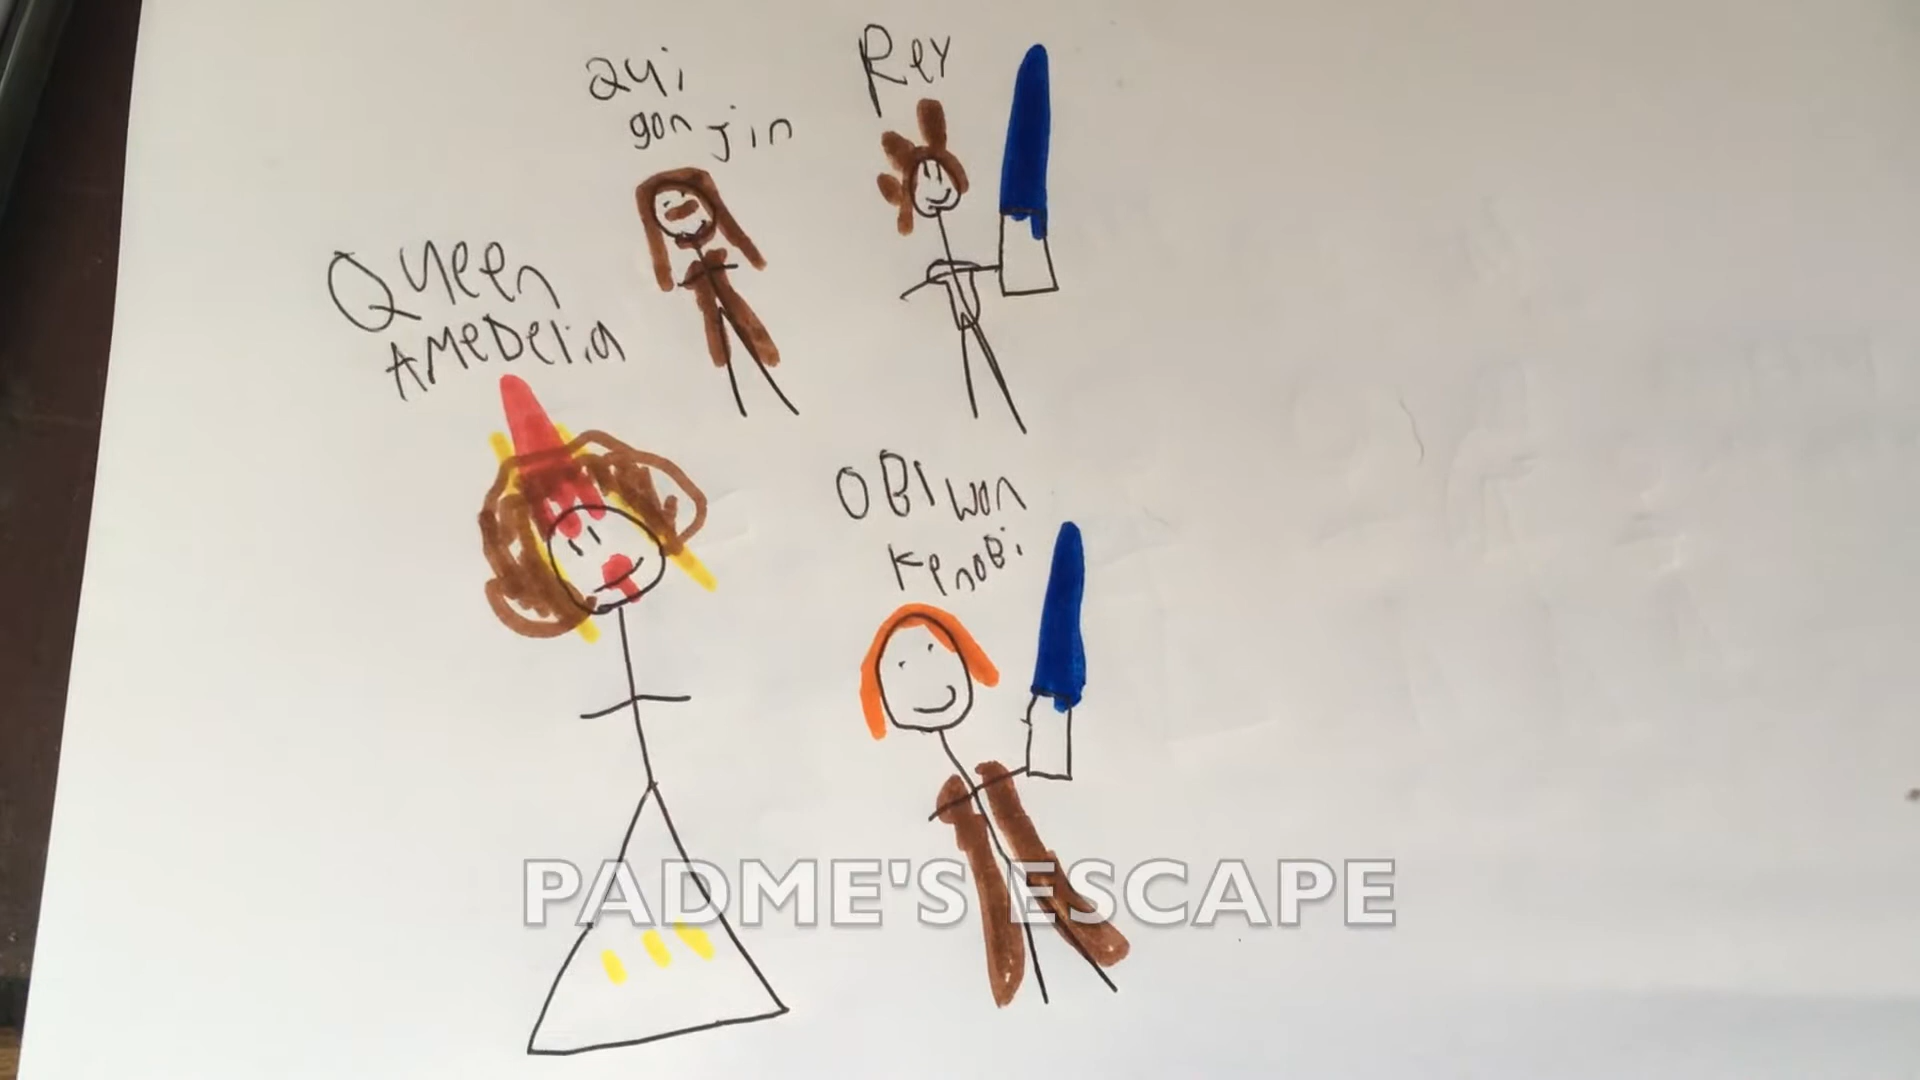 Qui
gon jin
Rey
Queen
AmeDelia
OBI won
KenoBi
PADME'S ESCAPE